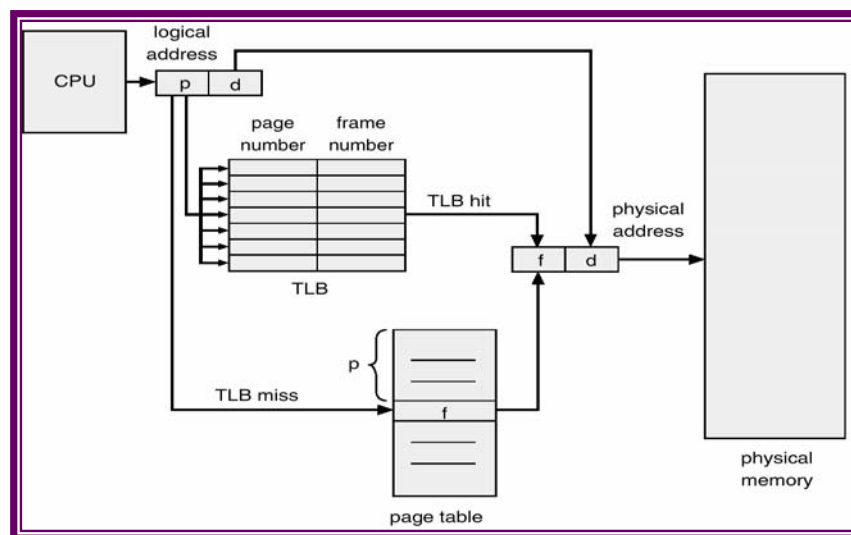 logical
address
CPU
p d
page
number
frame
number
TLB hit
TLB
physical
address
f d
p
TLB miss
f
page table
physical
memory